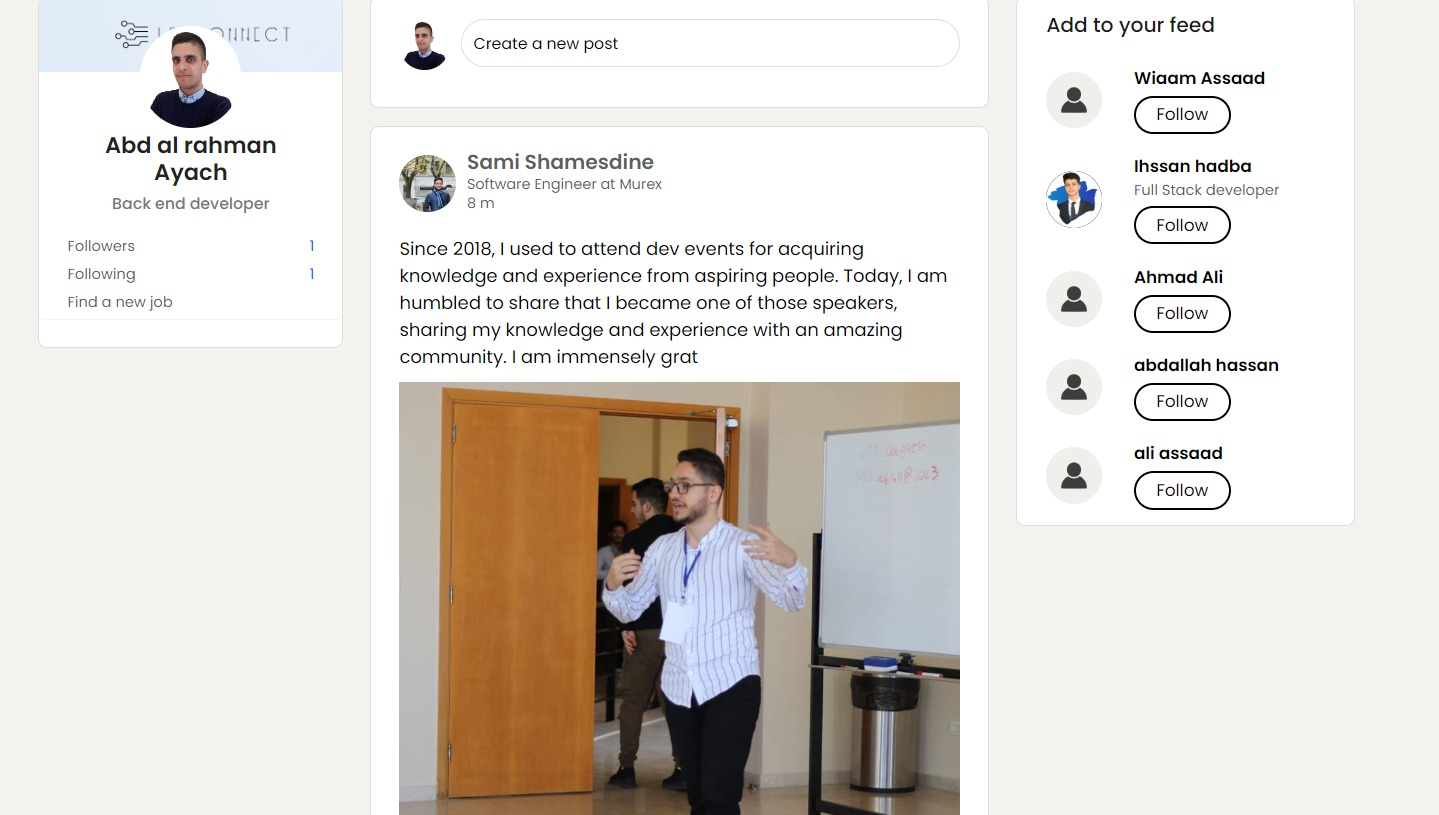 Abd al rahman
Ayach
Back end developer
Followers 1
Following 1
Find a new job
Create a new post
Sami Shamesdine
Software Engineer at Murex
8 m
Since 2018, I used to attend dev events for acquiring
knowledge and experience from aspiring people. Today, I am
humbled to share that I became one of those speakers,
sharing my knowledge and experience with an amazing
community. I am immensely grat
Add to your feed
Wiaam Assaad
Follow
Ihssan hadba
Full Stack developer
Follow
Ahmad Ali
Follow
abdallah hassan
Follow
ali assaad
Follow